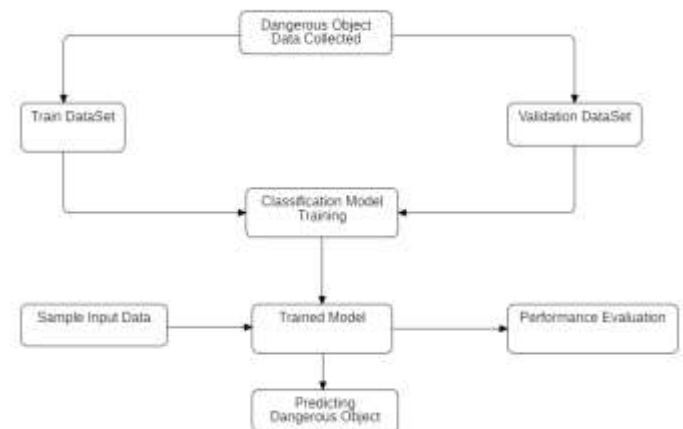 Dangerous Object
Data Collected
Train DataSet
Validation DataSet
Classification Model
Training
Sample Input Data
Trained Model
Performance Evaluation
Predicting
Dangerous Object